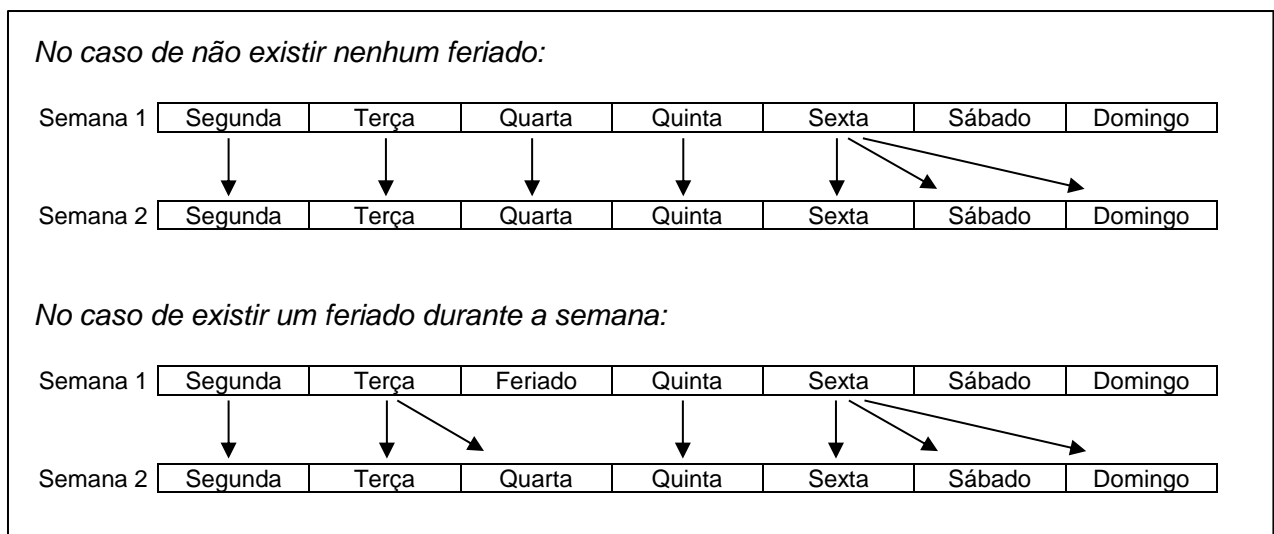 No caso de não existir nenhum feriado:
Semana 1 Segunda Terça Quarta Quinta Sexta Sábado Domingo
Semana 2 Segunda Terça Quarta Quinta Sexta Sábado Domingo
No caso de existir um feriado durante a semana:
Semana 1 Segunda Terça Feriado Quinta Sexta Sábado Domingo
Semana 2 Segunda Terça Quarta Quinta Sexta Sábado Domingo